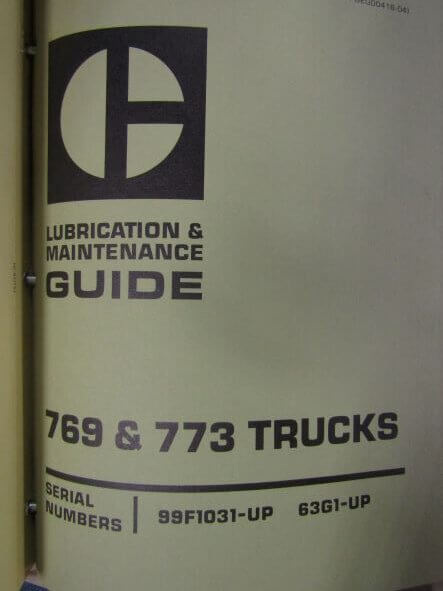 LUBRICATION &
MAINTENANCE
GUIDE
769 & 773 TRUCKS
SERIAL
NUMBERS
99F1031-UP 63G1-UP